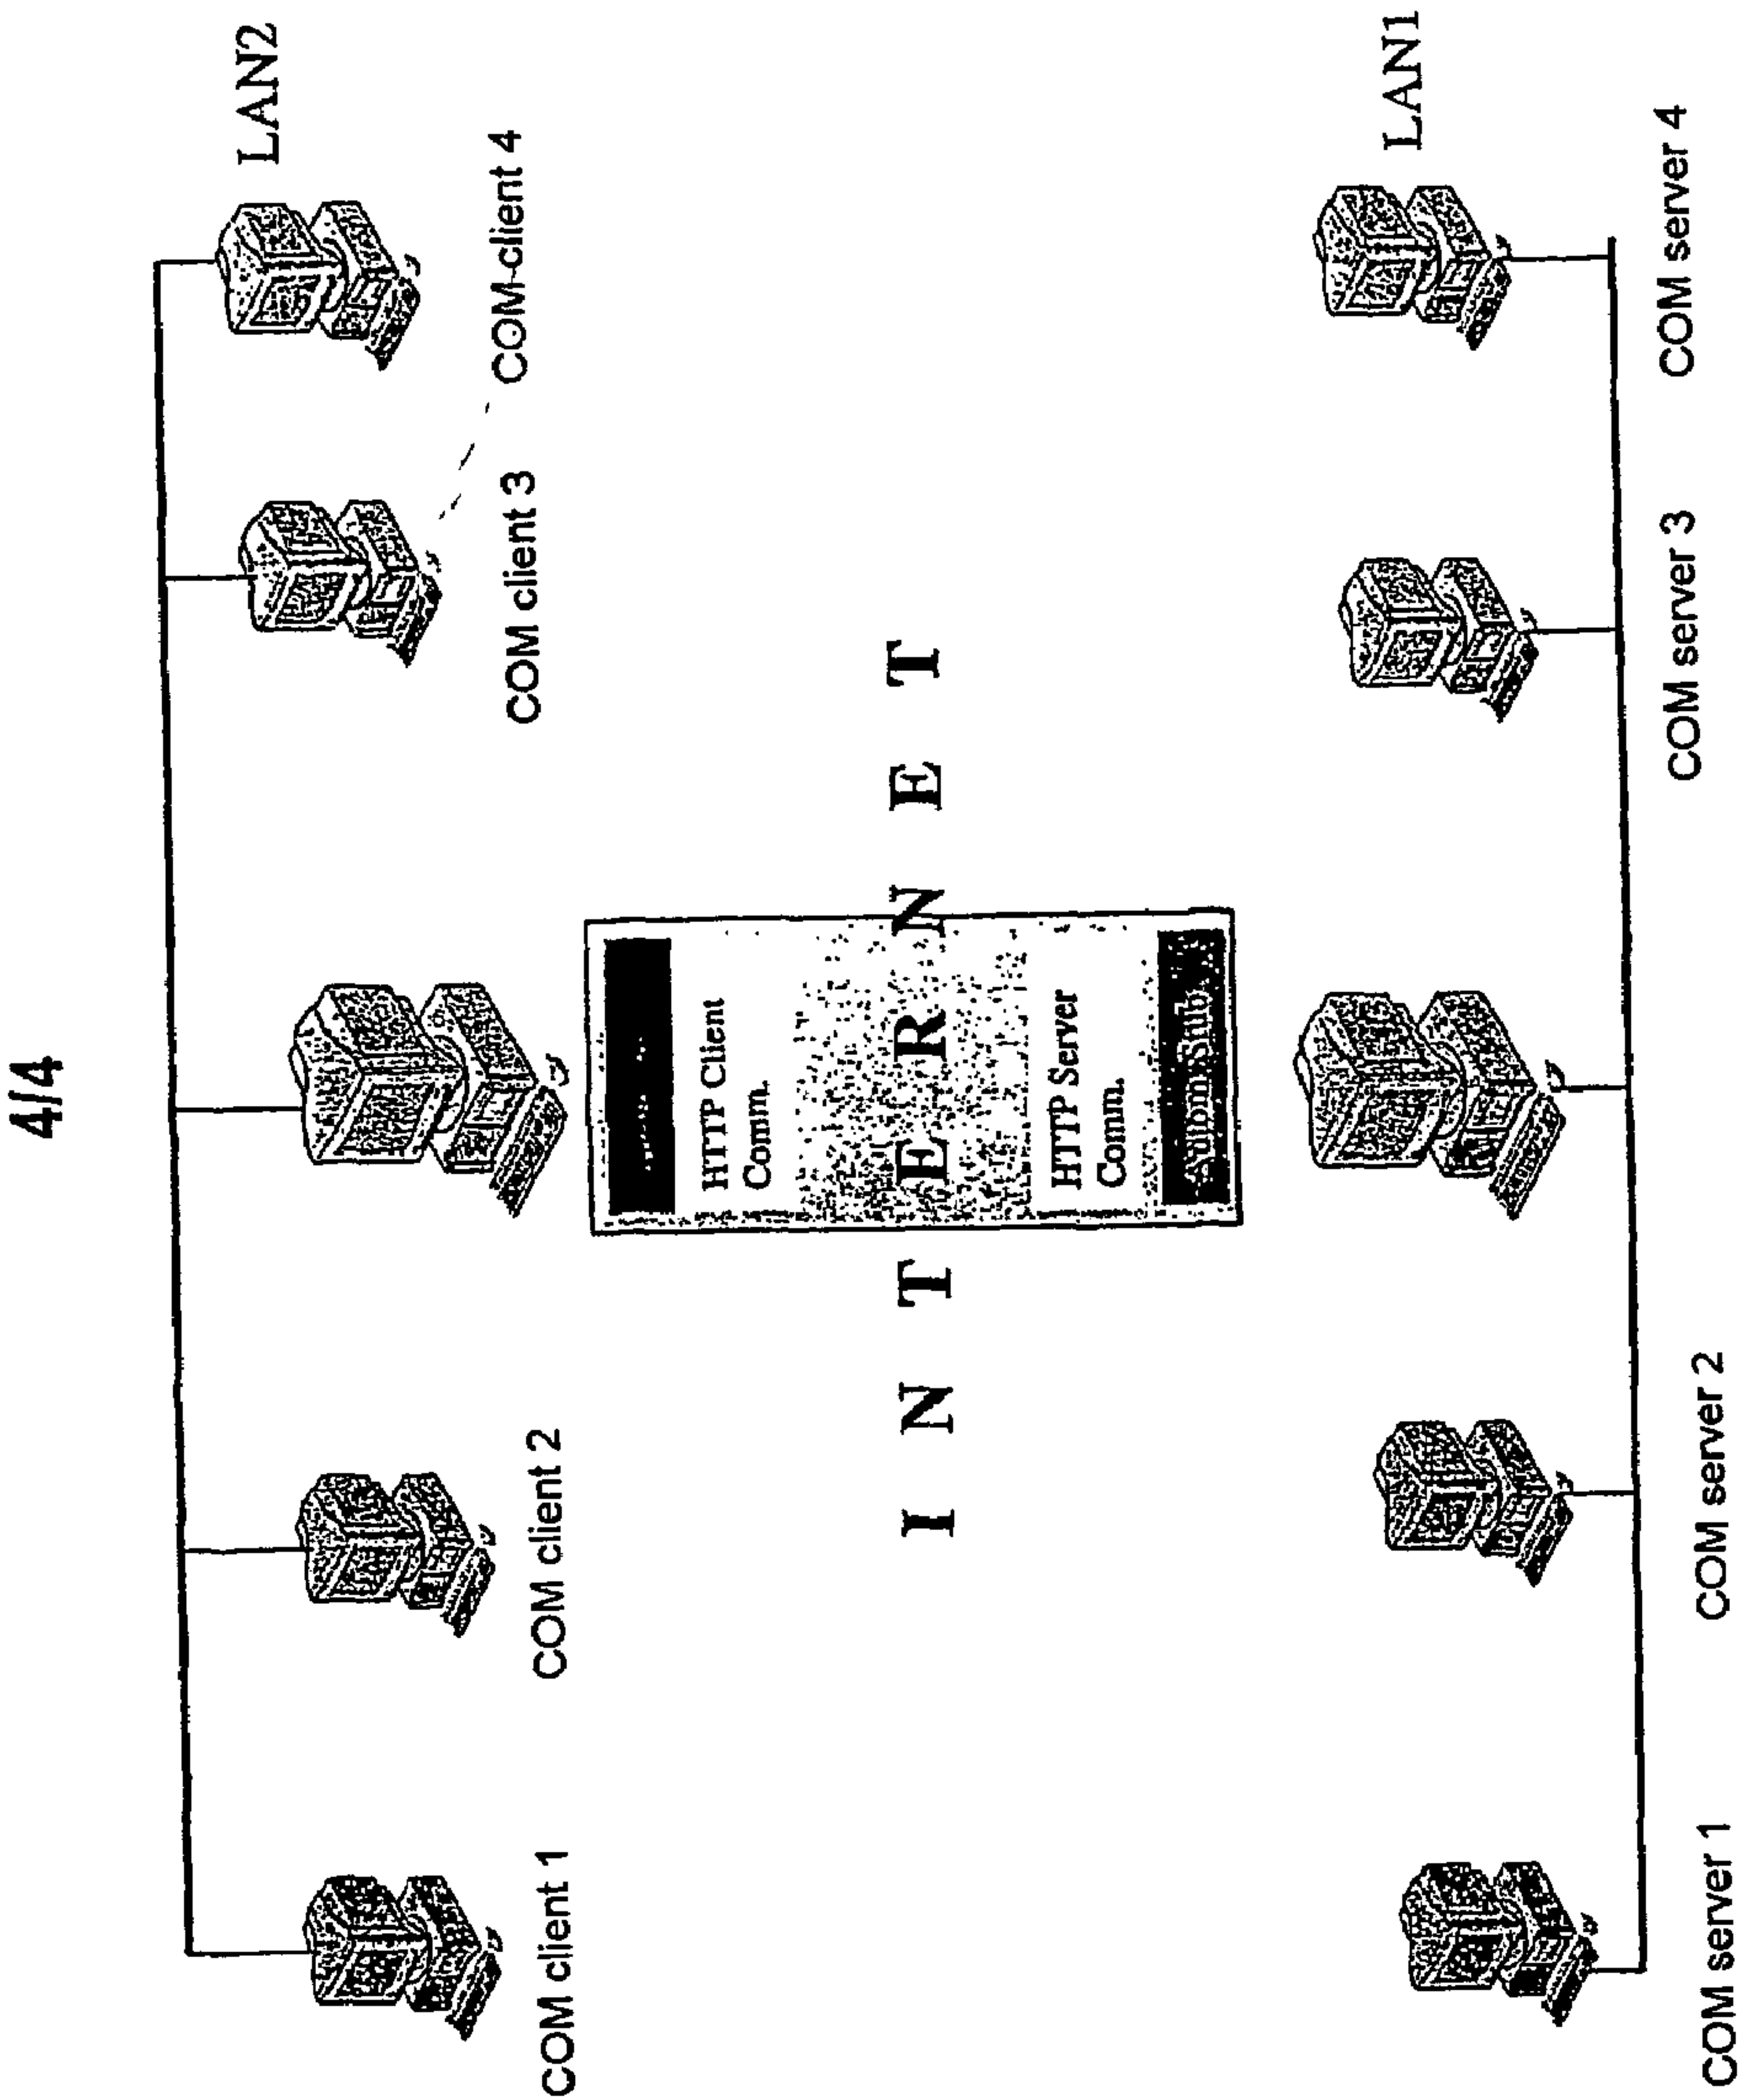 4/4
LAN2
COM client 1
COM client 2
COM client 3
COM-client 4
HTTP Client
Comm.
I N T E R N E T
HTTP Server
Comm.
LAN1
COM server 1
COM server 2
COM server 3
COM server 4